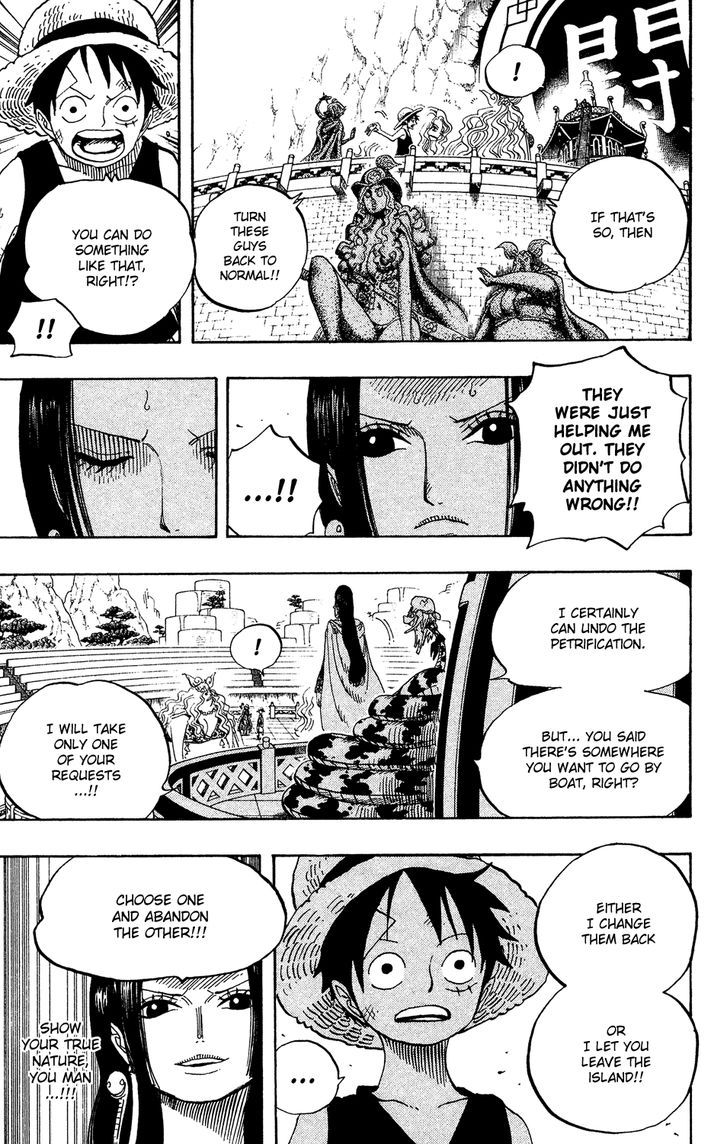 !
闘
IF THAT'S
SO, THEN
TURN
THESE
GUYS
BACK TO
NORMAL!!
YOU CAN DO
SOMETHING
LIKE THAT,
RIGHT!?
!!
THEY
WERE JUST
HELPING ME
OUT. THEY
DIDN'T DO
ANYTHING
WRONG!!
...!!
I CERTAINLY
CAN UNDO THE
PETRIFICATION.
BUT... YOU SAID
THERE'S SOMEWHERE
YOU WANT TO GO BY
BOAT, RIGHT?
!
I WILL TAKE
ONLY ONE
OF YOUR
REQUESTS
...!!
EITHER
I CHANGE
THEM BACK
OR
I LET YOU
LEAVE THE
ISLAND!!
...
CHOOSE ONE
AND ABANDON
THE OTHER!!!
SHOW
YOUR TRUE
NATURE,
YOU MAN
...!!!